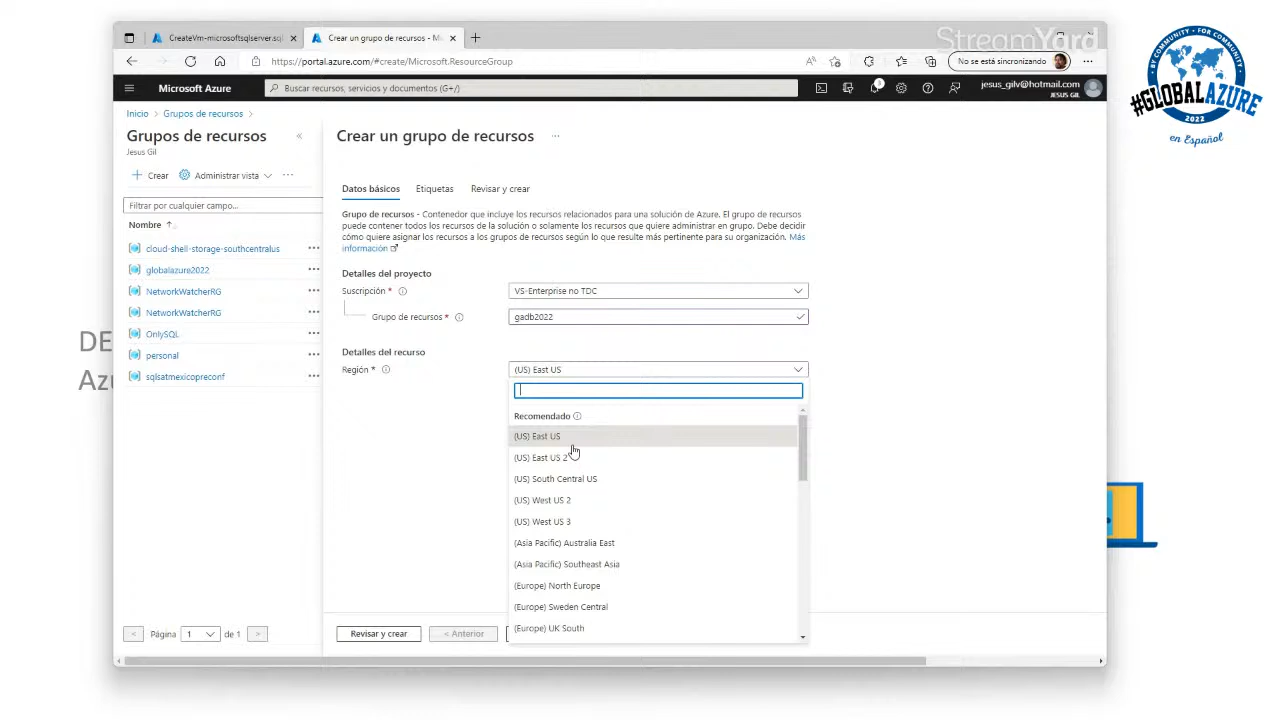 StreamYard
CreateVm-microsoftsqlserver.sql
Crear un grupo de recursos - Mi
https://portal.azure.com/#create/Microsoft.ResourceGroup
No se está sincronizando
Microsoft Azure
Buscar recursos, servicios y documentos (G+/)
jesus_gilv@hotmail.com
JESUS GIL
Inicio > Grupos de recursos >
Grupos de recursos
Jesus Gil
Crear
Administrar vista
Filtrar por cualquier campo...
Nombre
cloud-shell-storage-southcentralus
globalazure2022
NetworkWatcherRG
NetworkWatcherRG
OnlySQL
personal
sqlsatmexicopreconf
Página 1 de 1
Crear un grupo de recursos
Datos básicos Etiquetas Revisar y crear
Grupo de recursos - Contenedor que incluye los recursos relacionados para una solución de Azure. El grupo de recursos
puede contener todos los recursos de la solución o solamente los recursos que quiere administrar en grupo. Debe decidir
cómo quiere asignar los recursos a los grupos de recursos según lo que resulte más pertinente para su organización. Más
información
Detalles del proyecto
Suscripción * VS-Enterprise no TDC
Grupo de recursos * gadb2022
Detalles del recurso
Región * (US) East US
Recomendado
(US) East US
(US) East US 2
(US) South Central US
(US) West US 2
(US) West US 3
(Asia Pacific) Australia East
(Asia Pacific) Southeast Asia
(Europe) North Europe
(Europe) Sweden Central
(Europe) UK South
Revisar y crear
< Anterior
DE
Azu
BY COMMUNITY · FOR COMMUNITY
#GLOBALAZURE
2022
en Español